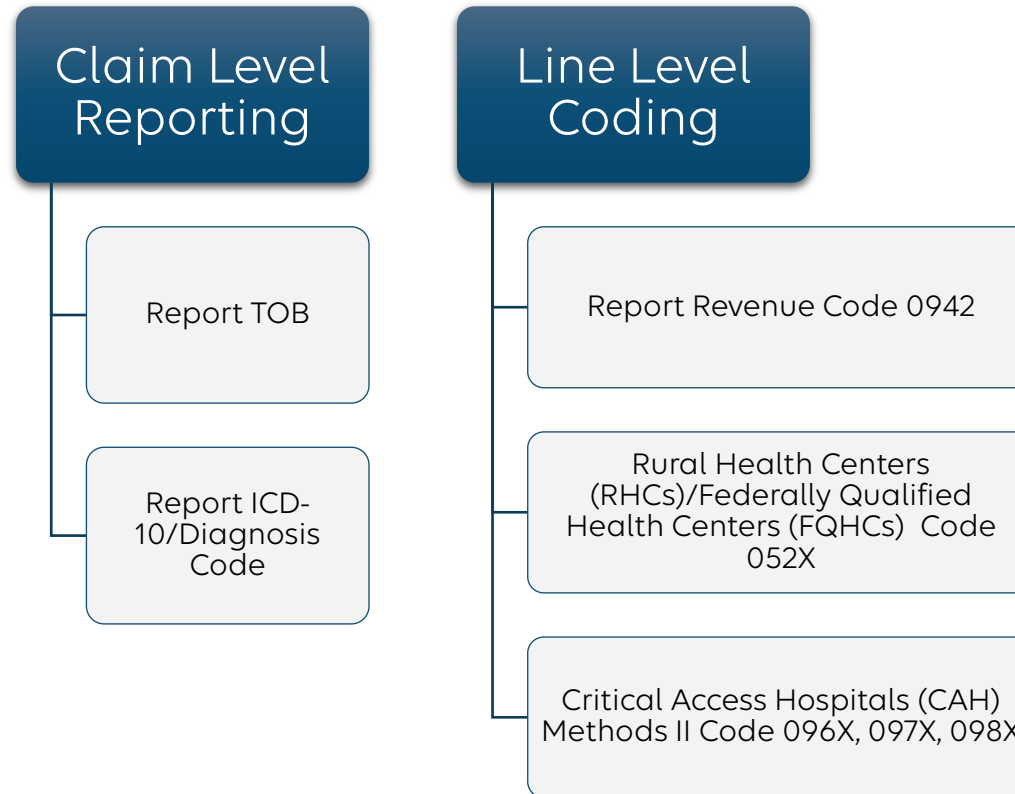 Claim Level
Reporting
Report TOB
Report ICD-
10/Diagnosis
Code
Line Level
Coding
Report Revenue Code 0942
Rural Health Centers
(RHCs)/Federally Qualified
Health Centers (FQHCs)  Code
052X
Critical Access Hospitals (CAH)
Methods II Code 096X, 097X, 098X